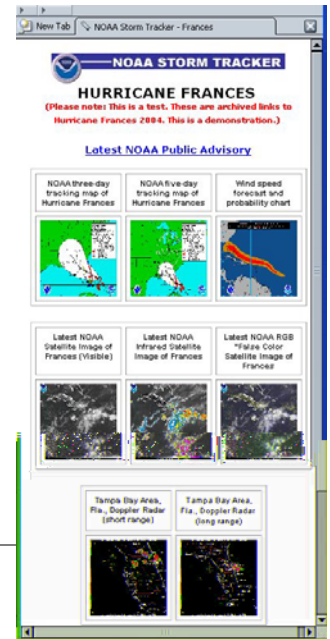 New Tab
NOAA Storm Tracker - Frances
NOAA STORM TRACKER
HURRICANE FRANCES
(Please note: This is a test. These are archived links to
Hurricane Frances 2004. This is a demonstration.)
Latest NOAA Public Advisory
NOAA three-day
tracking map of
Hurricane Frances
NOAA five-day
tracking map of
Hurricane Frances
Wind speed
forecast and
probability chart
Latest NOAA
Satellite Image of
Frances (Visible)
Latest NOAA
Infrared Satellite
Image of Frances
Latest NOAA RGB
"False Color
Satellite Image of
Frances
Tampa Bay Area,
Fla., Doppler Radar
(short range)
Tampa Bay Area,
Fla., Doppler Radar
(long range)